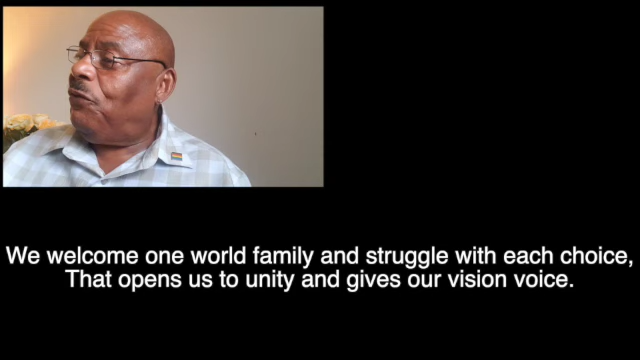 We welcome one world family and struggle with each choice,
That opens us to unity and gives our vision voice.